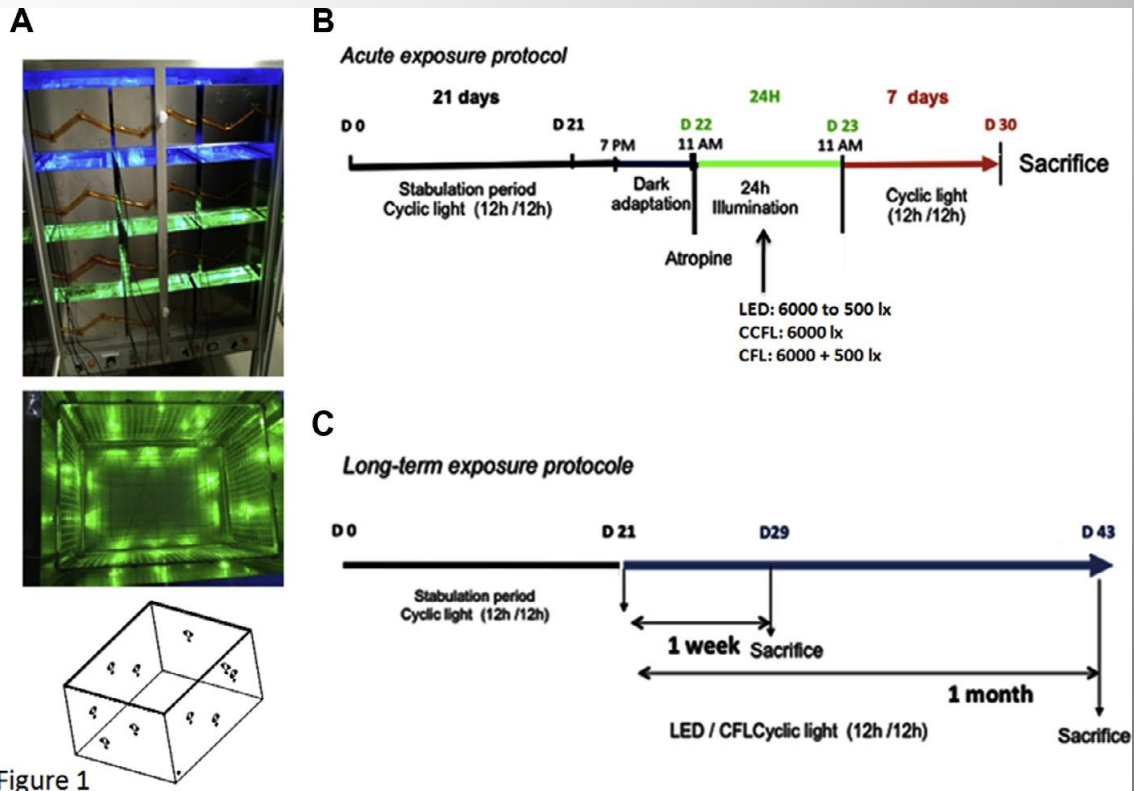 A
B
Acute exposure protocol
21 days
24H
7 days
D 0
D 21
D 22
D 23
D 30
7 PM
11 AM
11 AM
Sacrifice
Stabulation period
Cyclic light (12h /12h)
Dark
adaptation
24h
Illumination
Cyclic light
(12h /12h)
Atropine
LED: 6000 to 500 lx
CCFL: 6000 lx
CFL: 6000 + 500 lx
C
Long-term exposure protocole
D 0
D 21
D29
D 43
Stabulation period
Cyclic light (12h /12h)
1 week
Sacrifice
1 month
LED / CFLCyclic light (12h /12h)
Sacrifice
Figure 1